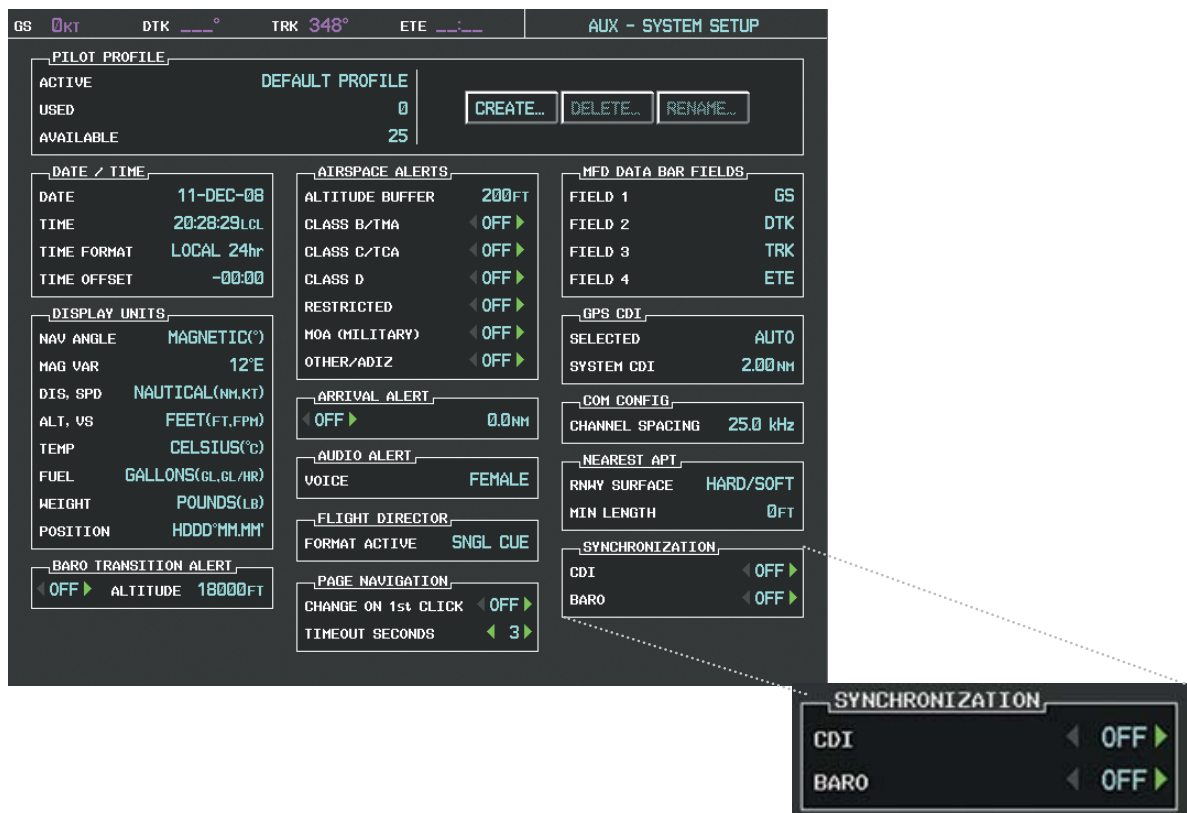 GS 0KT DTK ___° TRK 348° ETE __:__ AUX - SYSTEM SETUP
PILOT PROFILE
ACTIVE DEFAULT PROFILE
USED 0
AVAILABLE 25
CREATE... DELETE... RENAME...
DATE / TIME
DATE 11-DEC-08
TIME 20:28:29LCL
TIME FORMAT LOCAL 24hr
TIME OFFSET -00:00
DISPLAY UNITS
NAV ANGLE MAGNETIC(°)
MAG VAR 12°E
DIS, SPD NAUTICAL(NM,KT)
ALT, VS FEET(FT,FPM)
TEMP CELSIUS(°C)
FUEL GALLONS(GL,GL/HR)
WEIGHT POUNDS(LB)
POSITION HDDD°MM.MM'
BARO TRANSITION ALERT
OFF ALTITUDE 18000FT
AIRSPACE ALERTS
ALTITUDE BUFFER 200FT
CLASS B/TMA OFF
CLASS C/TCA OFF
CLASS D OFF
RESTRICTED OFF
MOA (MILITARY) OFF
OTHER/ADIZ OFF
ARRIVAL ALERT
OFF 0.0NM
AUDIO ALERT
VOICE FEMALE
FLIGHT DIRECTOR
FORMAT ACTIVE SNGL CUE
PAGE NAVIGATION
CHANGE ON 1st CLICK OFF
TIMEOUT SECONDS 3
MFD DATA BAR FIELDS
FIELD 1 GS
FIELD 2 DTK
FIELD 3 TRK
FIELD 4 ETE
GPS CDI
SELECTED AUTO
SYSTEM CDI 2.00NM
COM CONFIG
CHANNEL SPACING 25.0 kHz
NEAREST APT
RNWY SURFACE HARD/SOFT
MIN LENGTH 0FT
SYNCHRONIZATION
CDI OFF
BARO OFF
SYNCHRONIZATION
CDI OFF
BARO OFF